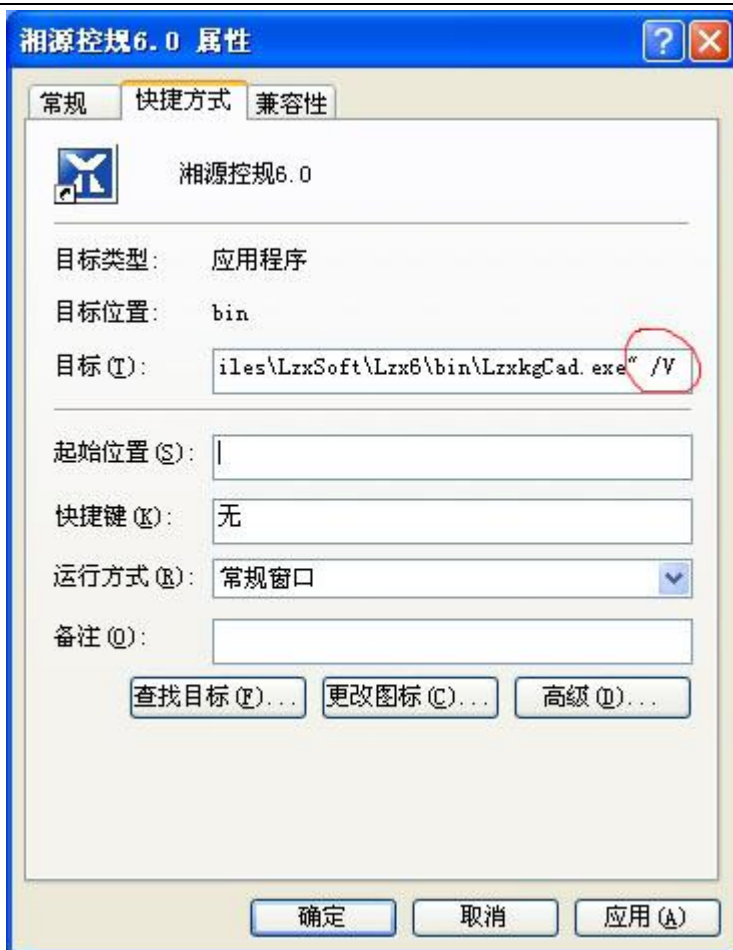 湘源控规6.0 属性
常规 快捷方式 兼容性
湘源控规6.0
目标类型: 应用程序
目标位置: bin
目标(T): iles\LzxSoft\Lzx6\bin\LzxkgCad.exe" /V
起始位置(S):
快捷键(K): 无
运行方式(R): 常规窗口
备注(O):
查找目标(F)... 更改图标(C)... 高级(D)...
确定 取消 应用(A)